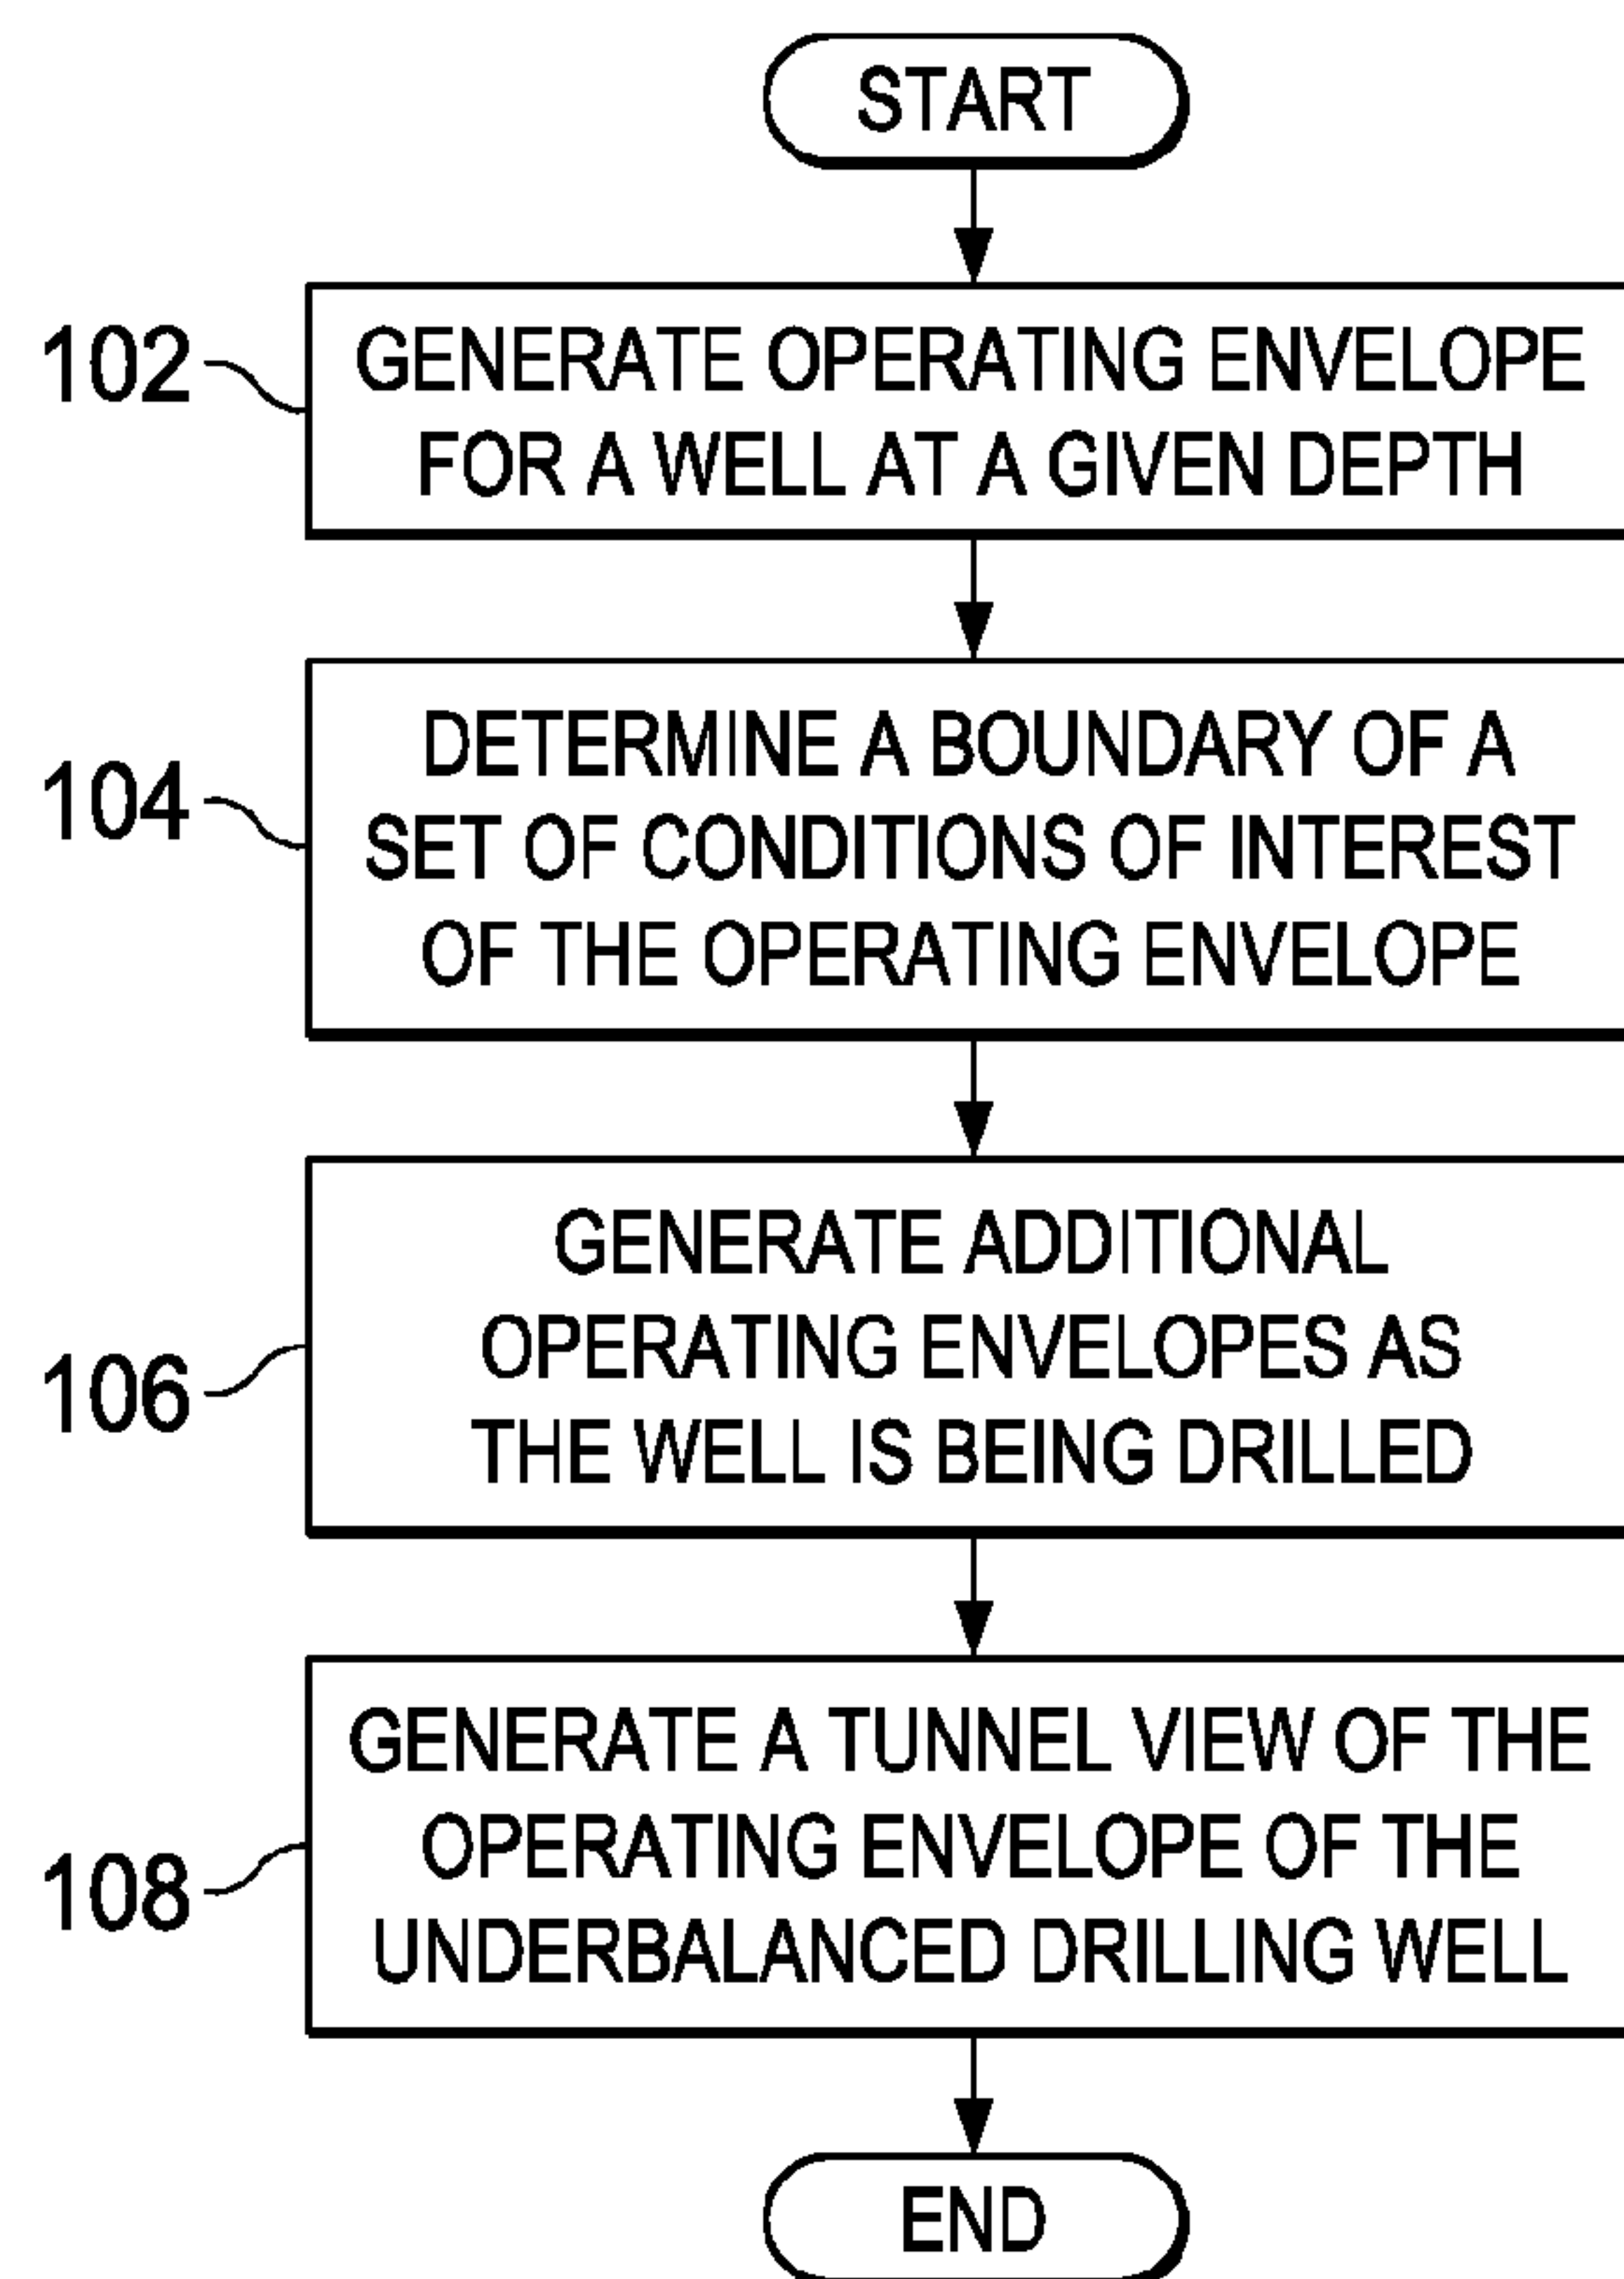 START
102
GENERATE OPERATING ENVELOPE
FOR A WELL AT A GIVEN DEPTH
104
DETERMINE A BOUNDARY OF A
SET OF CONDITIONS OF INTEREST
OF THE OPERATING ENVELOPE
106
GENERATE ADDITIONAL
OPERATING ENVELOPES AS
THE WELL IS BEING DRILLED
108
GENERATE A TUNNEL VIEW OF THE
OPERATING ENVELOPE OF THE
UNDERBALANCED DRILLING WELL
END